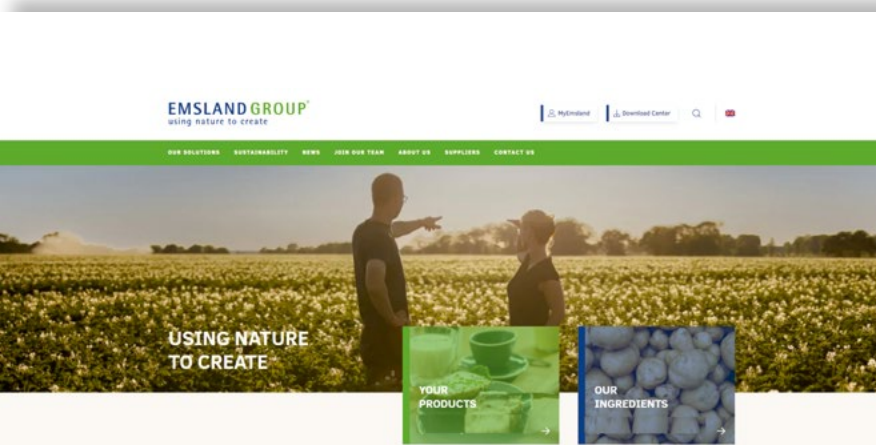 EMSLAND GROUP®
using nature to create
MyEmsland
Download Center
OUR SOLUTIONS SUSTAINABILITY NEWS JOIN OUR TEAM ABOUT US SUPPLIERS CONTACT US
USING NATURE
TO CREATE
YOUR
PRODUCTS
OUR
INGREDIENTS